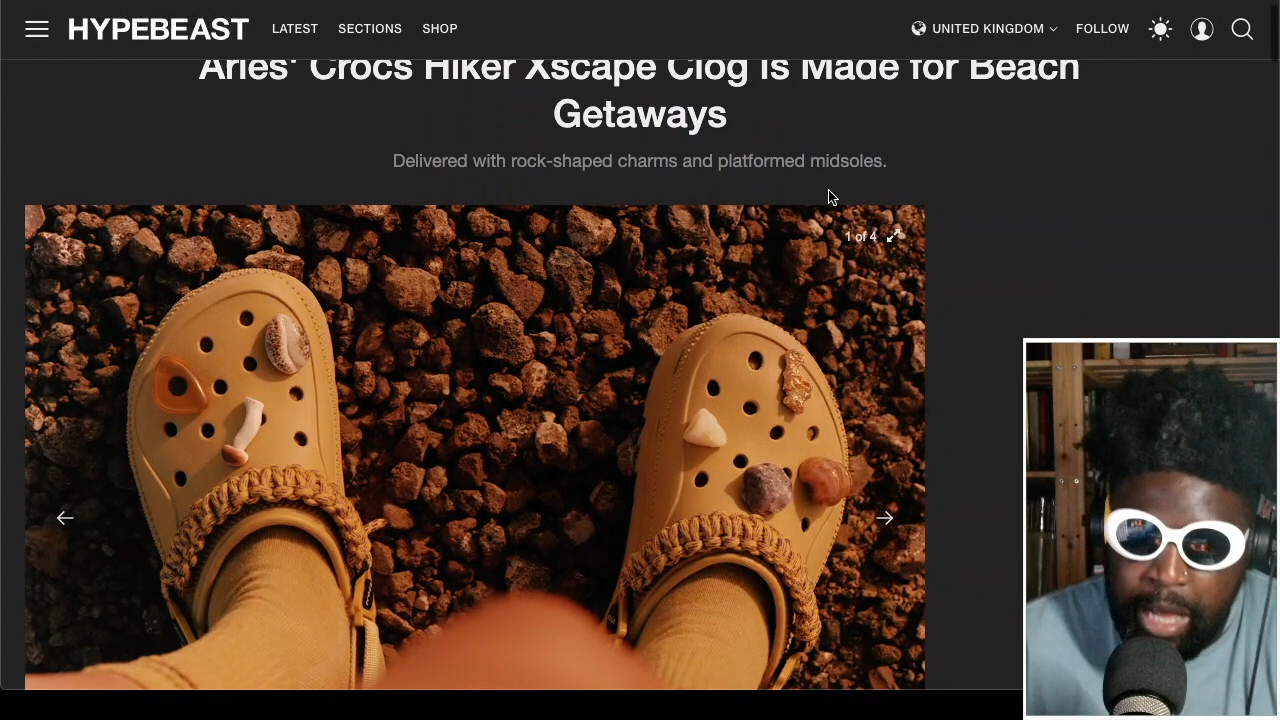 HYPEBEAST
LATEST SECTIONS SHOP
UNITED KINGDOM FOLLOW
Aries' Crocs Hiker Xscape Clog Is Made for Beach
Getaways
Delivered with rock-shaped charms and platformed midsoles.
1 of 4